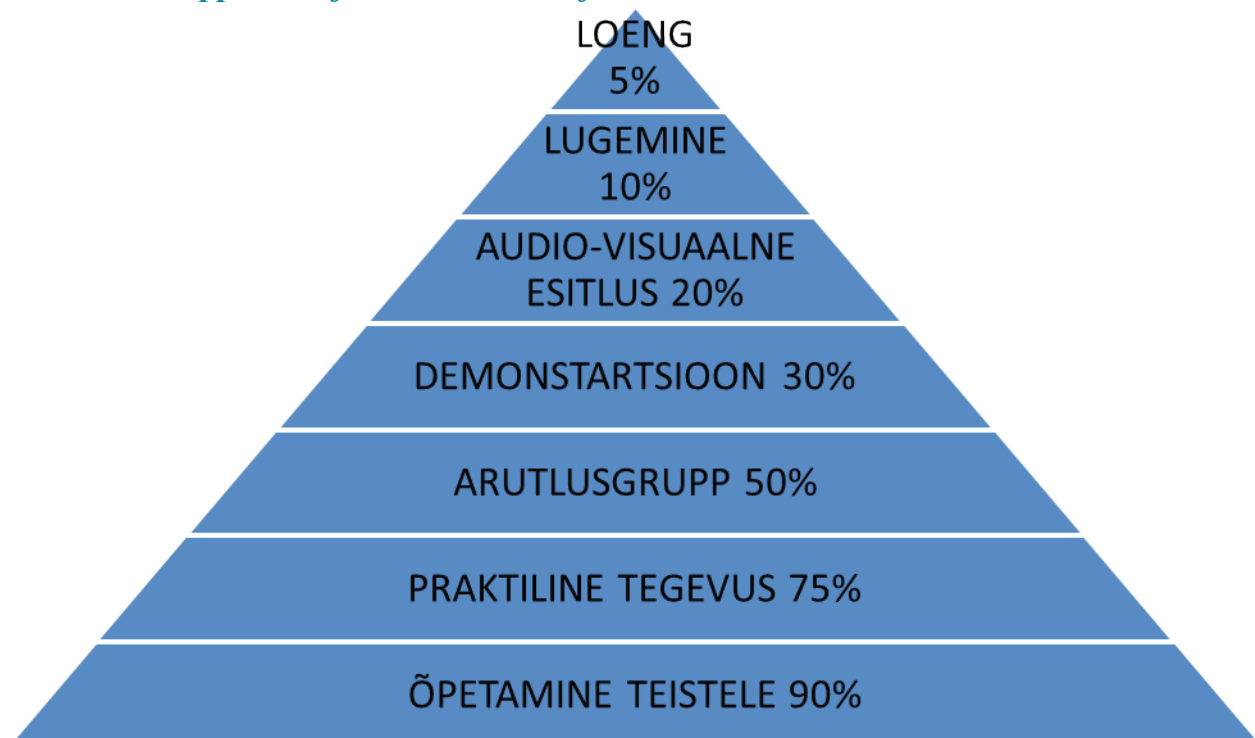 LOENG
5%
LUGEMINE
10%
AUDIO-VISUAALNE
ESITLUS 20%
DEMONSTARTSIOON 30%
ARUTLUSGRUPP 50%
PRAKTILINE TEGEVUS 75%
ÕPETAMINE TEISTELE 90%